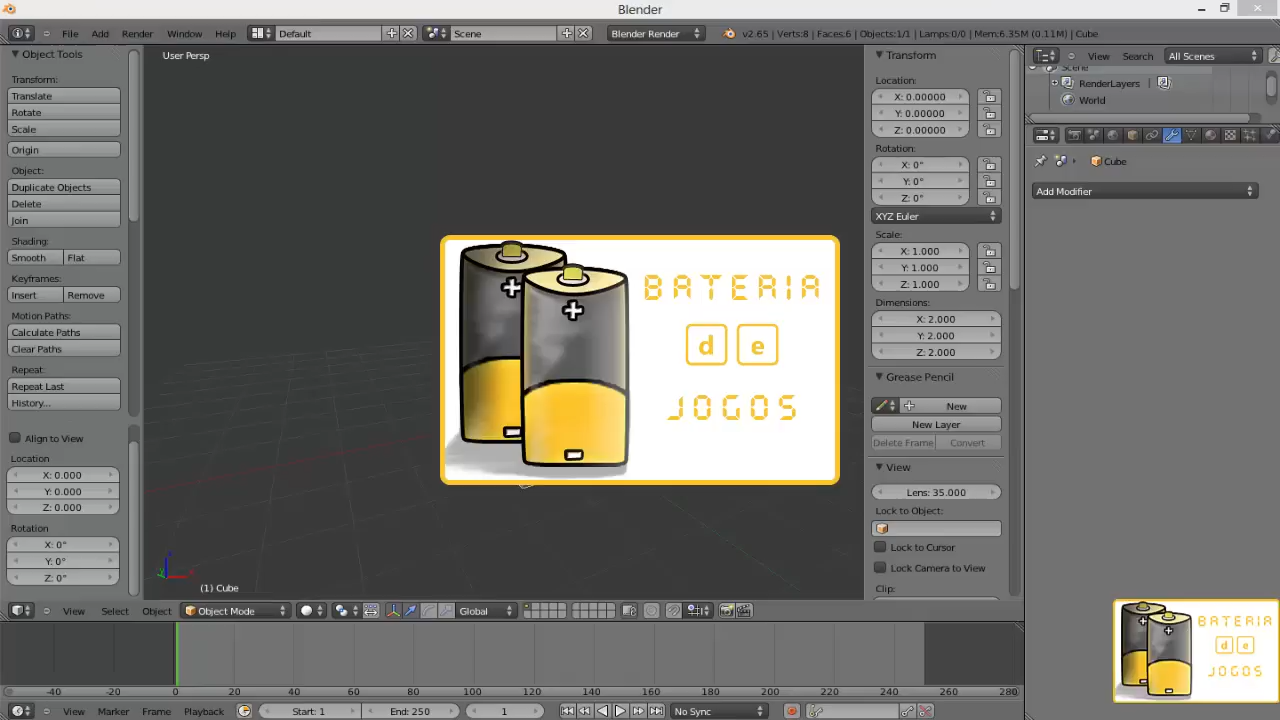 Blender
File Add Render Window Help Default Scene Blender Render v2.65 | Verts:8 | Faces:6 | Objects:1/1 | Lamps:0/0 | Mem:6.35M (0.11M) | Cube
Object Tools
Transform:
Translate
Rotate
Scale
Origin
Object:
Duplicate Objects
Delete
Join
Shading:
Smooth Flat
Keyframes:
Insert Remove
Motion Paths:
Calculate Paths
Clear Paths
Repeat:
Repeat Last
History...
Align to View
Location
X: 0.000
Y: 0.000
Z: 0.000
Rotation
X: 0°
Y: 0°
Z: 0°
User Persp
BATERIA
d e
JOGOS
(1) Cube
View Select Object Object Mode Global
Transform
Location:
X: 0.00000
Y: 0.00000
Z: 0.00000
Rotation:
X: 0°
Y: 0°
Z: 0°
XYZ Euler
Scale:
X: 1.000
Y: 1.000
Z: 1.000
Dimensions:
X: 2.000
Y: 2.000
Z: 2.000
Grease Pencil
New
New Layer
Delete Frame Convert
View
Lens: 35.000
Lock to Object:
Lock to Cursor
Lock Camera to View
Clip:
View Search All Scenes
Scene
RenderLayers
World
Cube
Add Modifier
BATERIA
d e
JOGOS
-40 -20 0 20 40 60 80 100 120 140 160 180 200 220 240 260 280
View Marker Frame Playback Start: 1 End: 250 1 No Sync